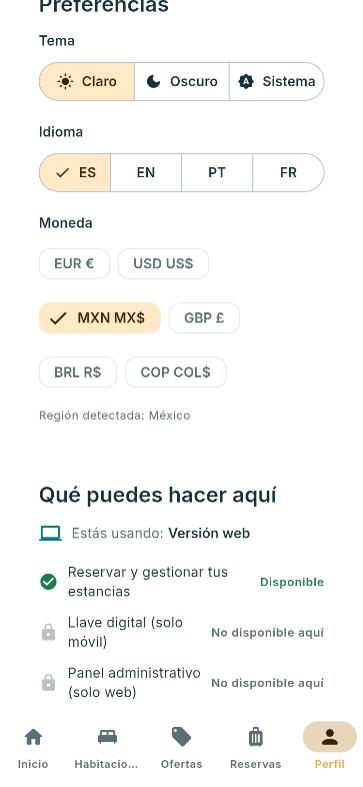 Preferencias
Tema
Claro
Oscuro
Sistema
Idioma
ES
EN
PT
FR
Moneda
EUR €
USD US$
MXN MX$
GBP £
BRL R$
COP COL$
Región detectada: México
Qué puedes hacer aquí
Estás usando: Versión web
Reservar y gestionar tus
estancias
Disponible
Llave digital (solo
móvil)
No disponible aquí
Panel administrativo
(solo web)
No disponible aquí
Inicio
Habitacio...
Ofertas
Reservas
Perfil